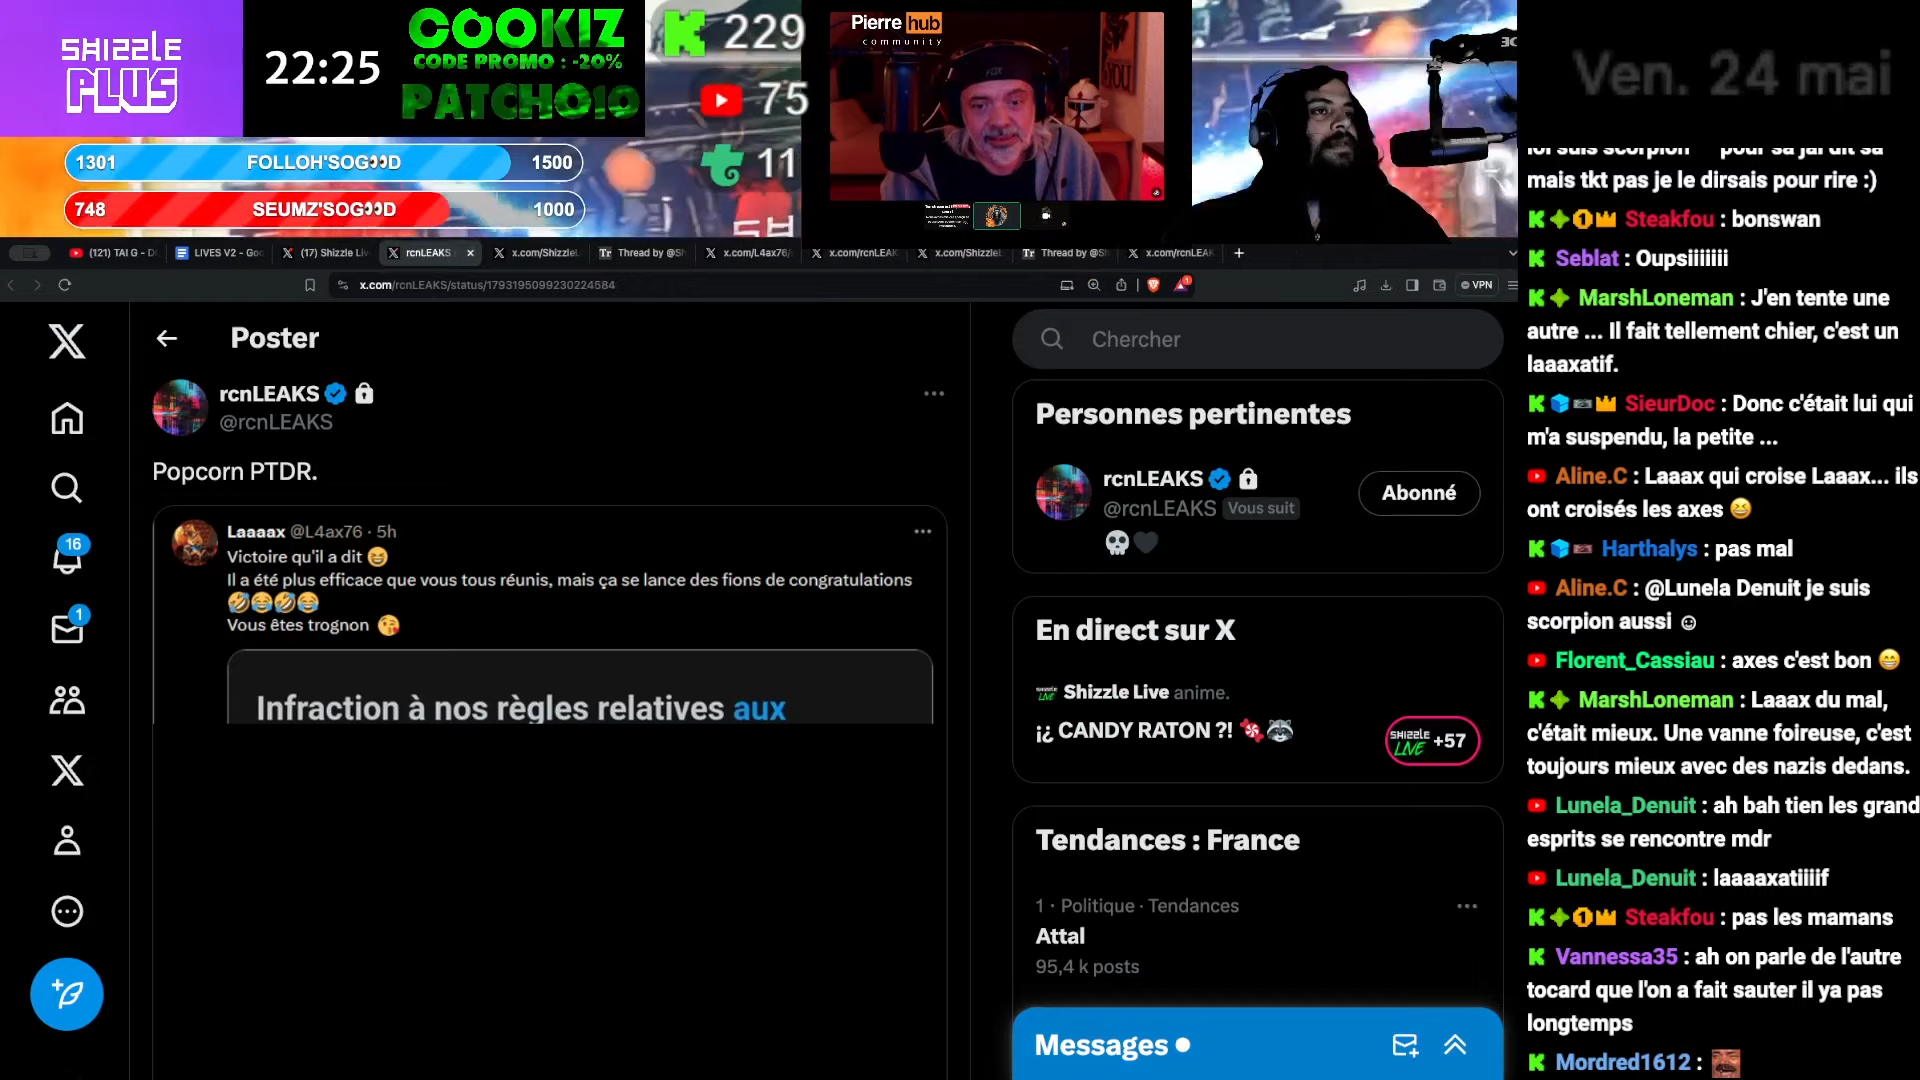 SHIZZLE
PLUS
22:25
COOKIZ
CODE PROMO : -20%
PATCHO10
229
75
11
1301 FOLLOH'SOG👀D 1500
748 SEUMZ'SOG👀D 1000
Pierre hub
community
Ven. 24 mai
(121) TAI G - D
LIVES V2 - Goo
(17) Shizzle Liv
rcnLEAKS
x.com/Shizzle
Thread by @Sh
x.com/L4ax76/
x.com/rcnLEAK
x.com/Shizzle
Thread by @Sh
x.com/rcnLEAK
x.com/rcnLEAKS/status/1793195099230224584
VPN
Poster
rcnLEAKS
@rcnLEAKS
Popcorn PTDR.
Laaaax @L4ax76 · 5h
Victoire qu'il a dit 😆
Il a été plus efficace que vous tous réunis, mais ça se lance des fions de congratulations
🤣😂🤣😂
Vous êtes trognon 😘
Infraction à nos règles relatives aux
16
1
Chercher
Personnes pertinentes
rcnLEAKS
@rcnLEAKS Vous suit
Abonné
💀🖤
En direct sur X
Shizzle Live anime.
¡¿ CANDY RATON ?! 🍬🦝
SHIZZLE LIVE +57
Tendances : France
1 · Politique · Tendances
Attal
95,4 k posts
Messages
mais tkt pas je le dirsais pour rire :)
Steakfou : bonswan
Seblat : Oupsiiiiiii
MarshLoneman : J'en tente une
autre ... Il fait tellement chier, c'est un
laaaxatif.
SieurDoc : Donc c'était lui qui
m'a suspendu, la petite ...
Aline.C : Laaax qui croise Laaax... ils
ont croisés les axes 😆
Harthalys : pas mal
Aline.C : @Lunela Denuit je suis
scorpion aussi ☺
Florent_Cassiau : axes c'est bon 😁
MarshLoneman : Laaax du mal,
c'était mieux. Une vanne foireuse, c'est
toujours mieux avec des nazis dedans.
Lunela_Denuit : ah bah tien les grand
esprits se rencontre mdr
Lunela_Denuit : laaaaxatiiiif
Steakfou : pas les mamans
Vannessa35 : ah on parle de l'autre
tocard que l'on a fait sauter il ya pas
longtemps
Mordred1612 :